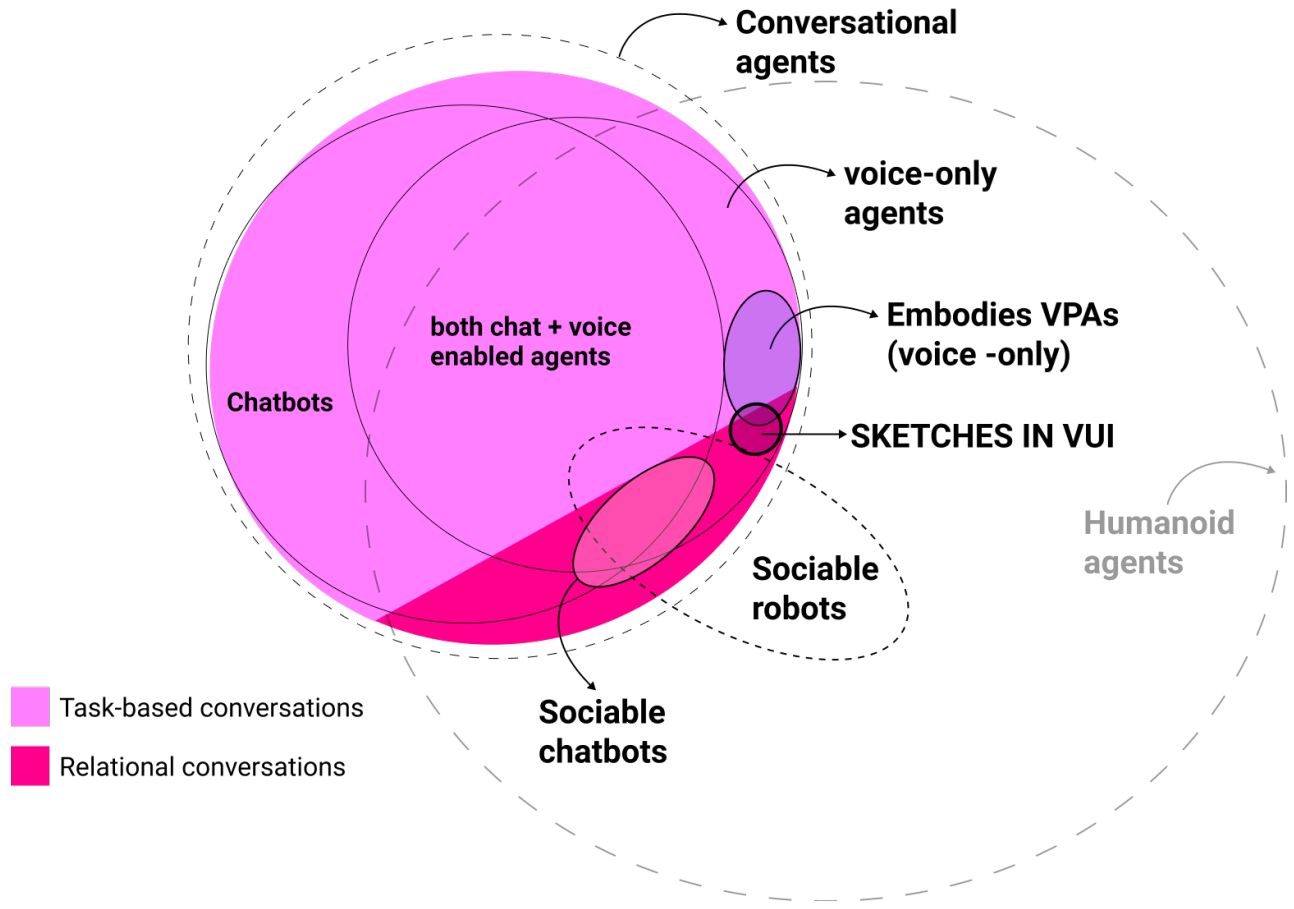 Conversational
agents
voice-only
agents
Embodies VPAs
(voice -only)
both chat + voice
enabled agents
Chatbots
SKETCHES IN VUI
Humanoid
agents
Sociable
robots
Sociable
chatbots
Task-based conversations
Relational conversations